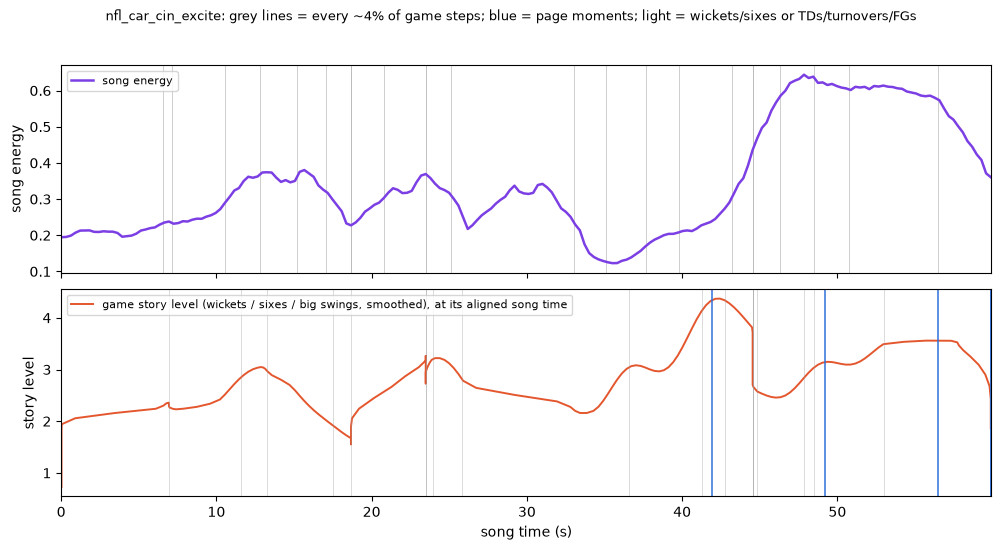 nfl_car_cin_excite: grey lines = every ~4% of game steps; blue = page moments; light = wickets/sixes or TDs/turnovers/FGs
song energy
0.6
0.5
0.4
0.3
0.2
0.1
song energy
game story level (wickets / sixes / big swings, smoothed), at its aligned song time
4
3
2
1
story level
0 10 20 30 40 50
song time (s)